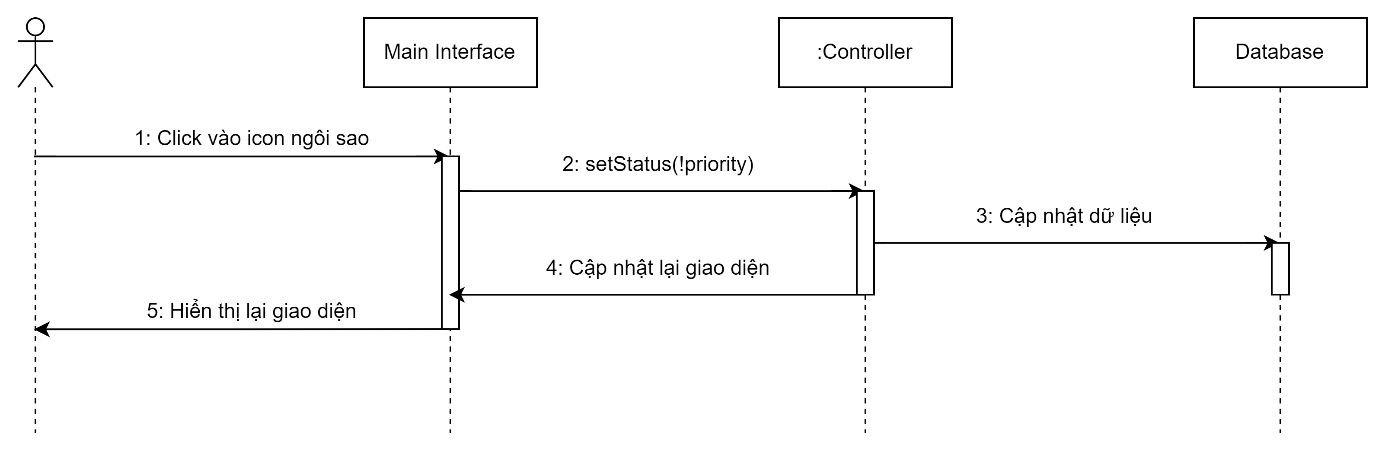 Main Interface
:Controller
Database
1: Click vào icon ngôi sao
2: setStatus(!priority)
3: Cập nhật dữ liệu
4: Cập nhật lại giao diện
5: Hiển thị lại giao diện